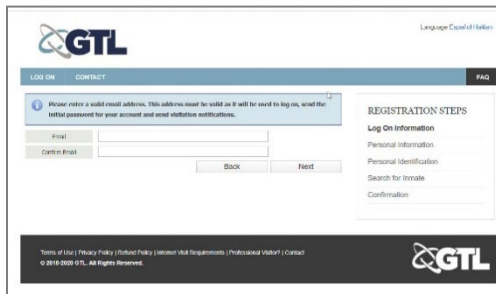 GTL
Language Español Haitian
LOG ON CONTACT FAQ
Please enter a valid email address. This address must be valid as it will be used to log on, send the
initial password for your account and send visitation notifications.
Email
Confirm Email
Back Next
REGISTRATION STEPS
Log On Information
Personal Information
Personal Identification
Search for Inmate
Confirmation
Terms of Use | Privacy Policy | Refund Policy | Internet Visit Requirements | Professional Visitor? | Contact
© 2016-2020 GTL. All Rights Reserved.
GTL